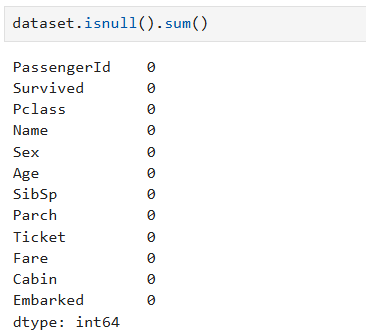 dataset.isnull().sum()
PassengerId 0
Survived 0
Pclass 0
Name 0
Sex 0
Age 0
SibSp 0
Parch 0
Ticket 0
Fare 0
Cabin 0
Embarked 0
dtype: int64